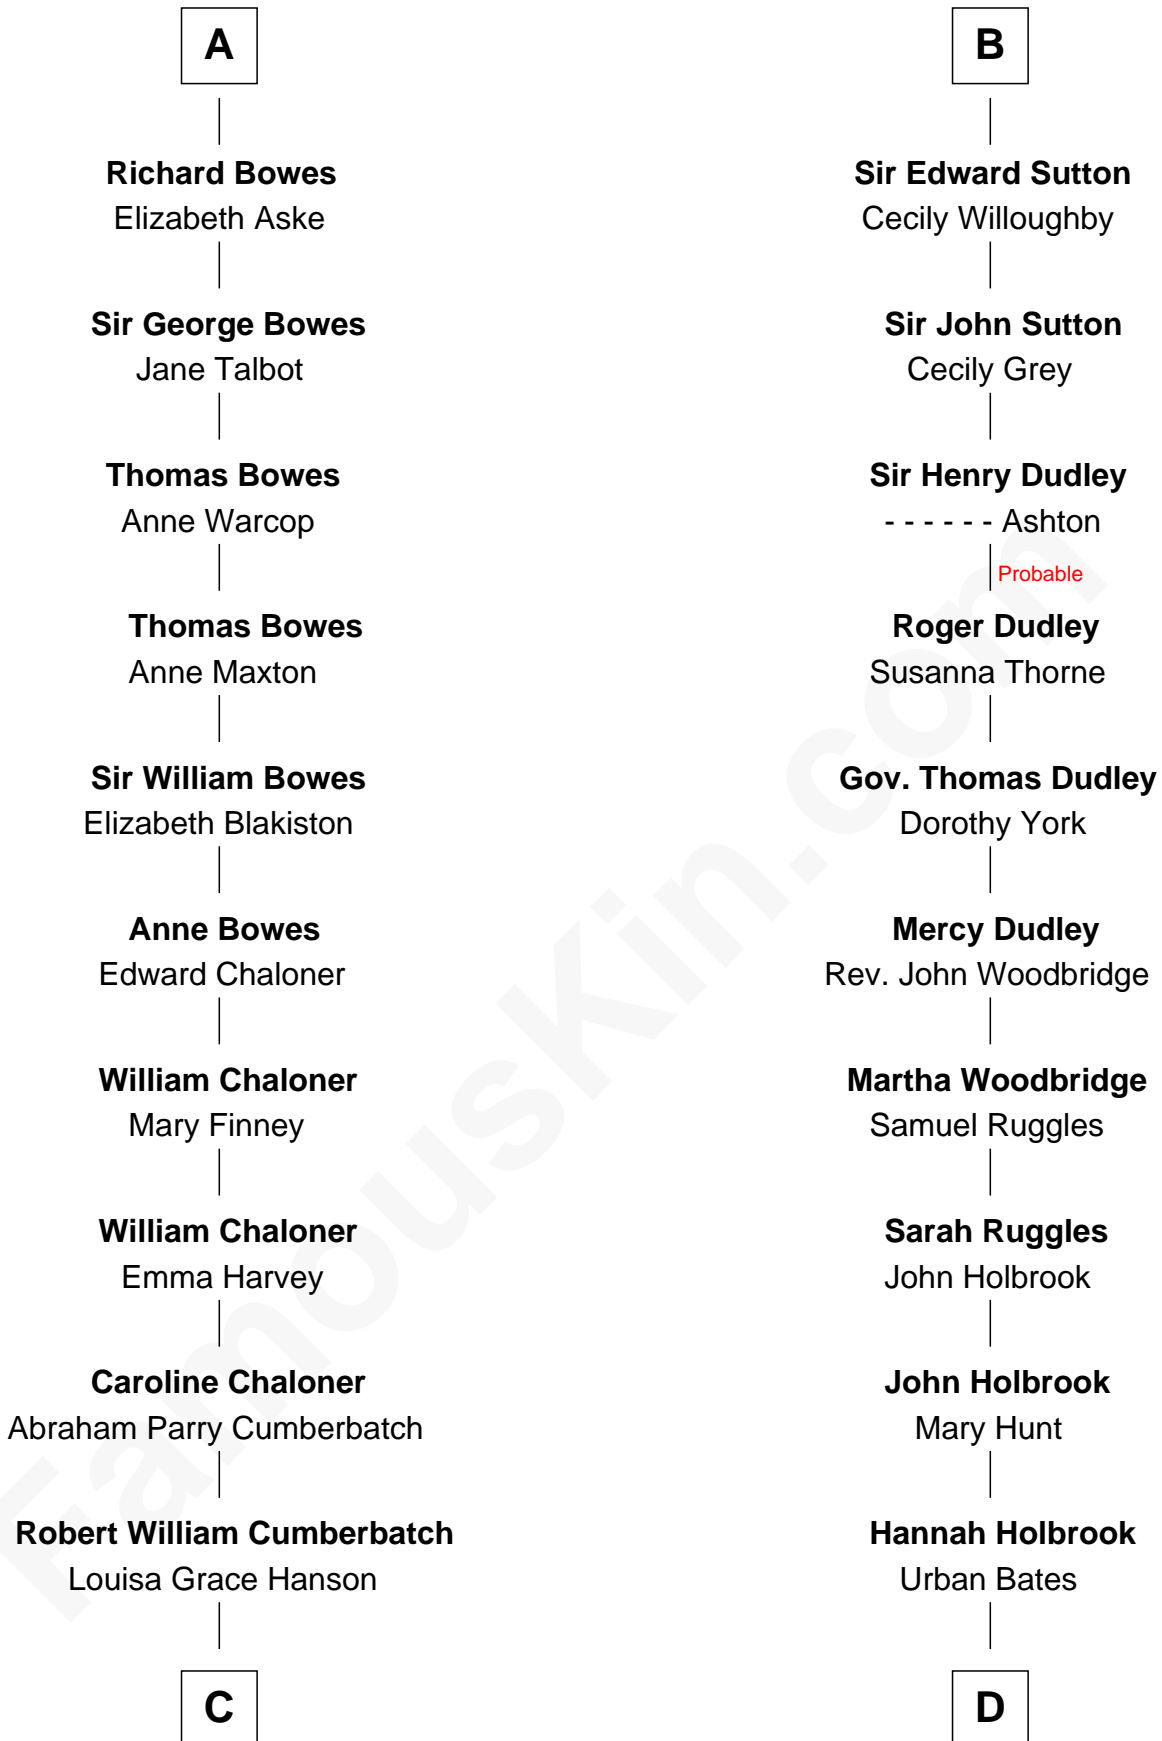 A
Richard Bowes
Elizabeth Aske
Sir George Bowes
Jane Talbot
Thomas Bowes
Anne Warcop
Thomas Bowes
Anne Maxton
Sir William Bowes
Elizabeth Blakiston
Anne Bowes
Edward Chaloner
William Chaloner
Mary Finney
William Chaloner
Emma Harvey
Caroline Chaloner
Abraham Parry Cumberbatch
Robert William Cumberbatch
Louisa Grace Hanson
C
B
Sir Edward Sutton
Cecily Willoughby
Sir John Sutton
Cecily Grey
Sir Henry Dudley
- - - - - - Ashton
Probable
Roger Dudley
Susanna Thorne
Gov. Thomas Dudley
Dorothy York
Mercy Dudley
Rev. John Woodbridge
Martha Woodbridge
Samuel Ruggles
Sarah Ruggles
John Holbrook
John Holbrook
Mary Hunt
Hannah Holbrook
Urban Bates
D
FamousKin.com